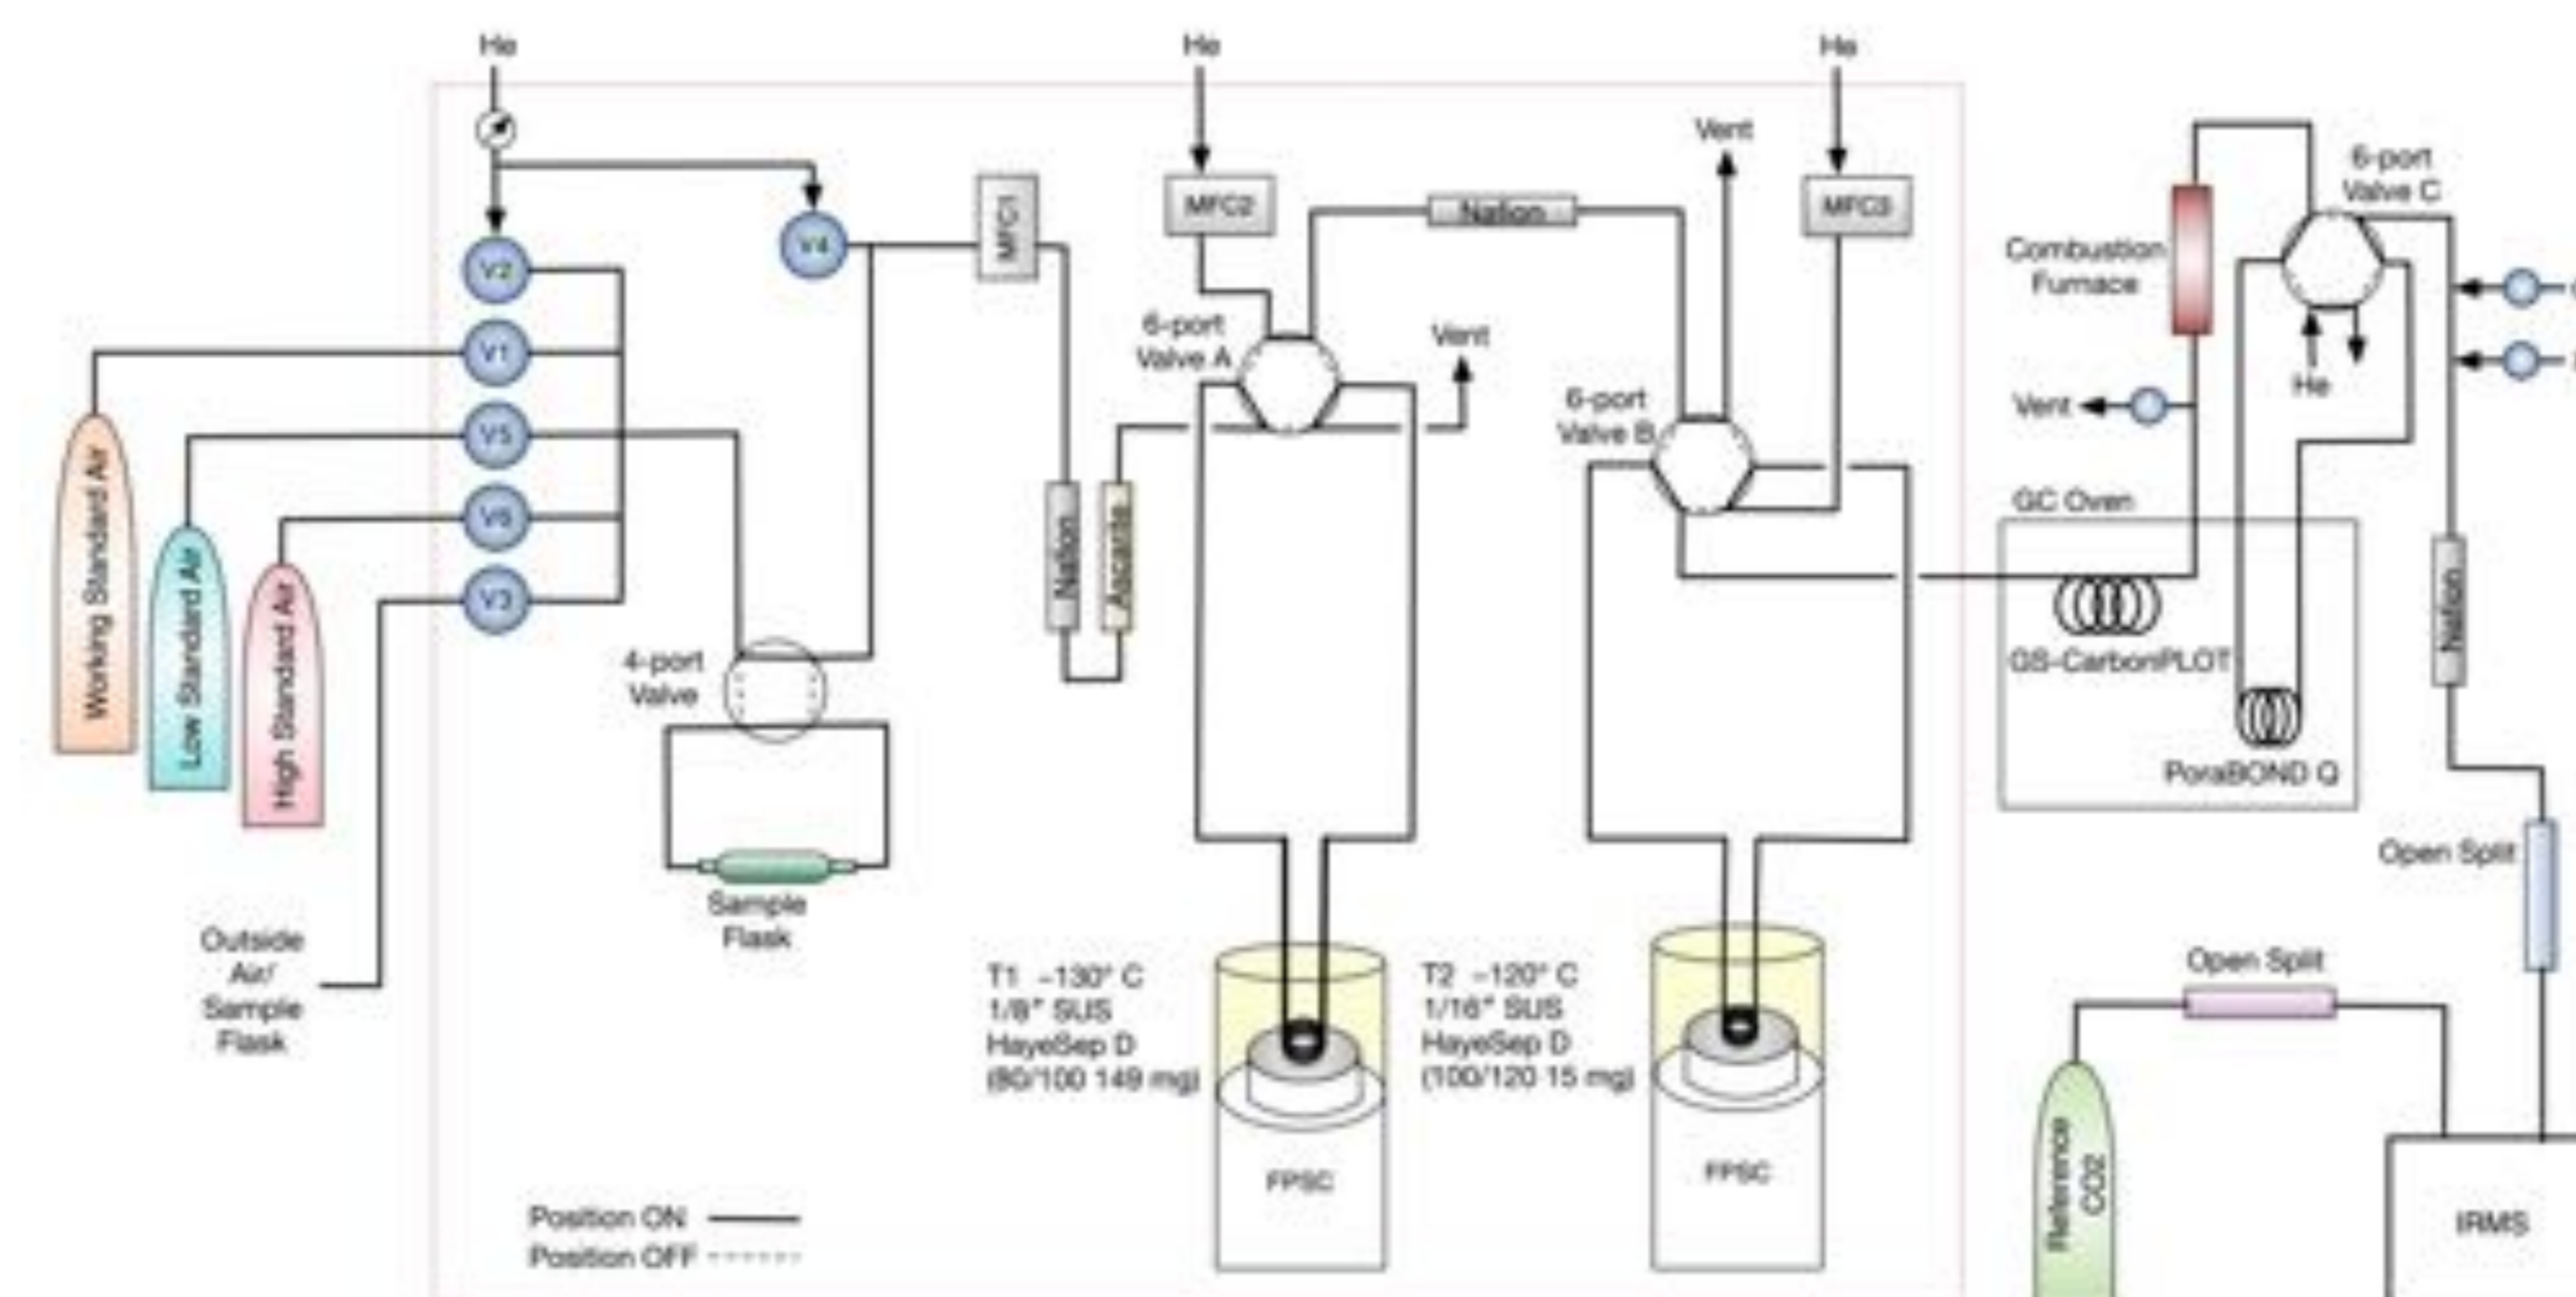 He
He
He
Vent
6-port
Valve C
MFC1
MFC2
Nafion
MFC3
V4
V2
Combustion
Furnace
6-port
Valve A
Vent
V1
He
6-port
Valve B
Vent
V5
GC Oven
V6
Nafion
Ascarite
Working Standard Air
Low Standard Air
High Standard Air
V3
Nafion
4-port
Valve
GS-CarbonPLOT
PoraBOND Q
Open Split
Sample
Flask
Outside
Air/
Sample
Flask
T1 -130° C
1/8" SUS
HayeSep D
(80/100 149 mg)
T2 -120° C
1/16" SUS
HayeSep D
(100/120 15 mg)
Open Split
FPSC
FPSC
Reference
CO2
Position ON
Position OFF
IRMS